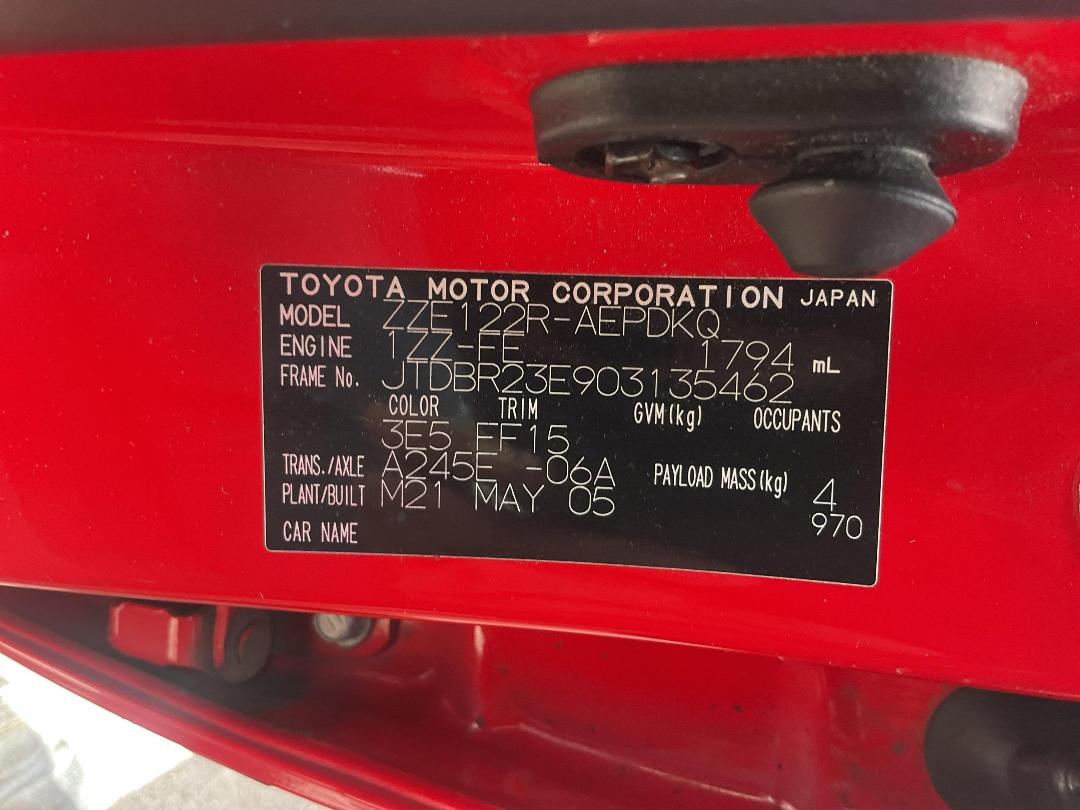 TOYOTA MOTOR CORPORATION JAPAN
MODEL ZZE122R-AEPDKQ
ENGINE 1ZZ-FE 1794 mL
FRAME No. JTDBR23E903135462
COLOR TRIM GVM(kg) OCCUPANTS
3E5 FF15
TRANS./AXLE A245E -06A PAYLOAD MASS(kg) 4
PLANT/BUILT M21 MAY 05 970
CAR NAME